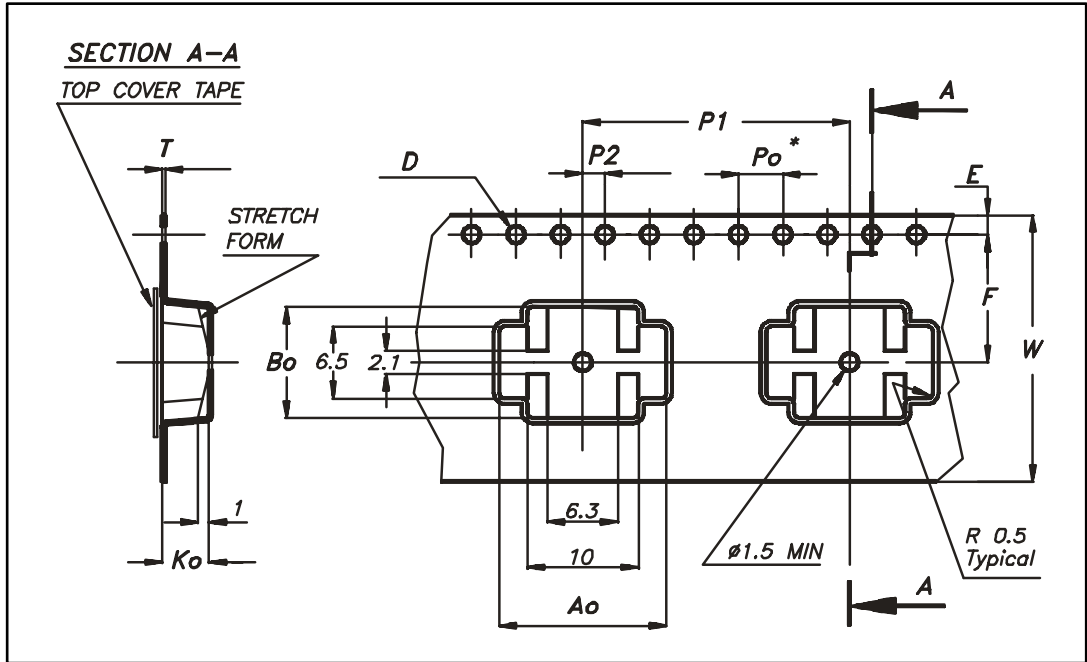 SECTION A-A
TOP COVER TAPE
A
P1
T
P2
Po *
D
E
STRETCH
FORM
F
Bo
6.5
2.1
W
6.3
1
R 0.5
Typical
Ko
10
ø1.5 MIN
Ao
A